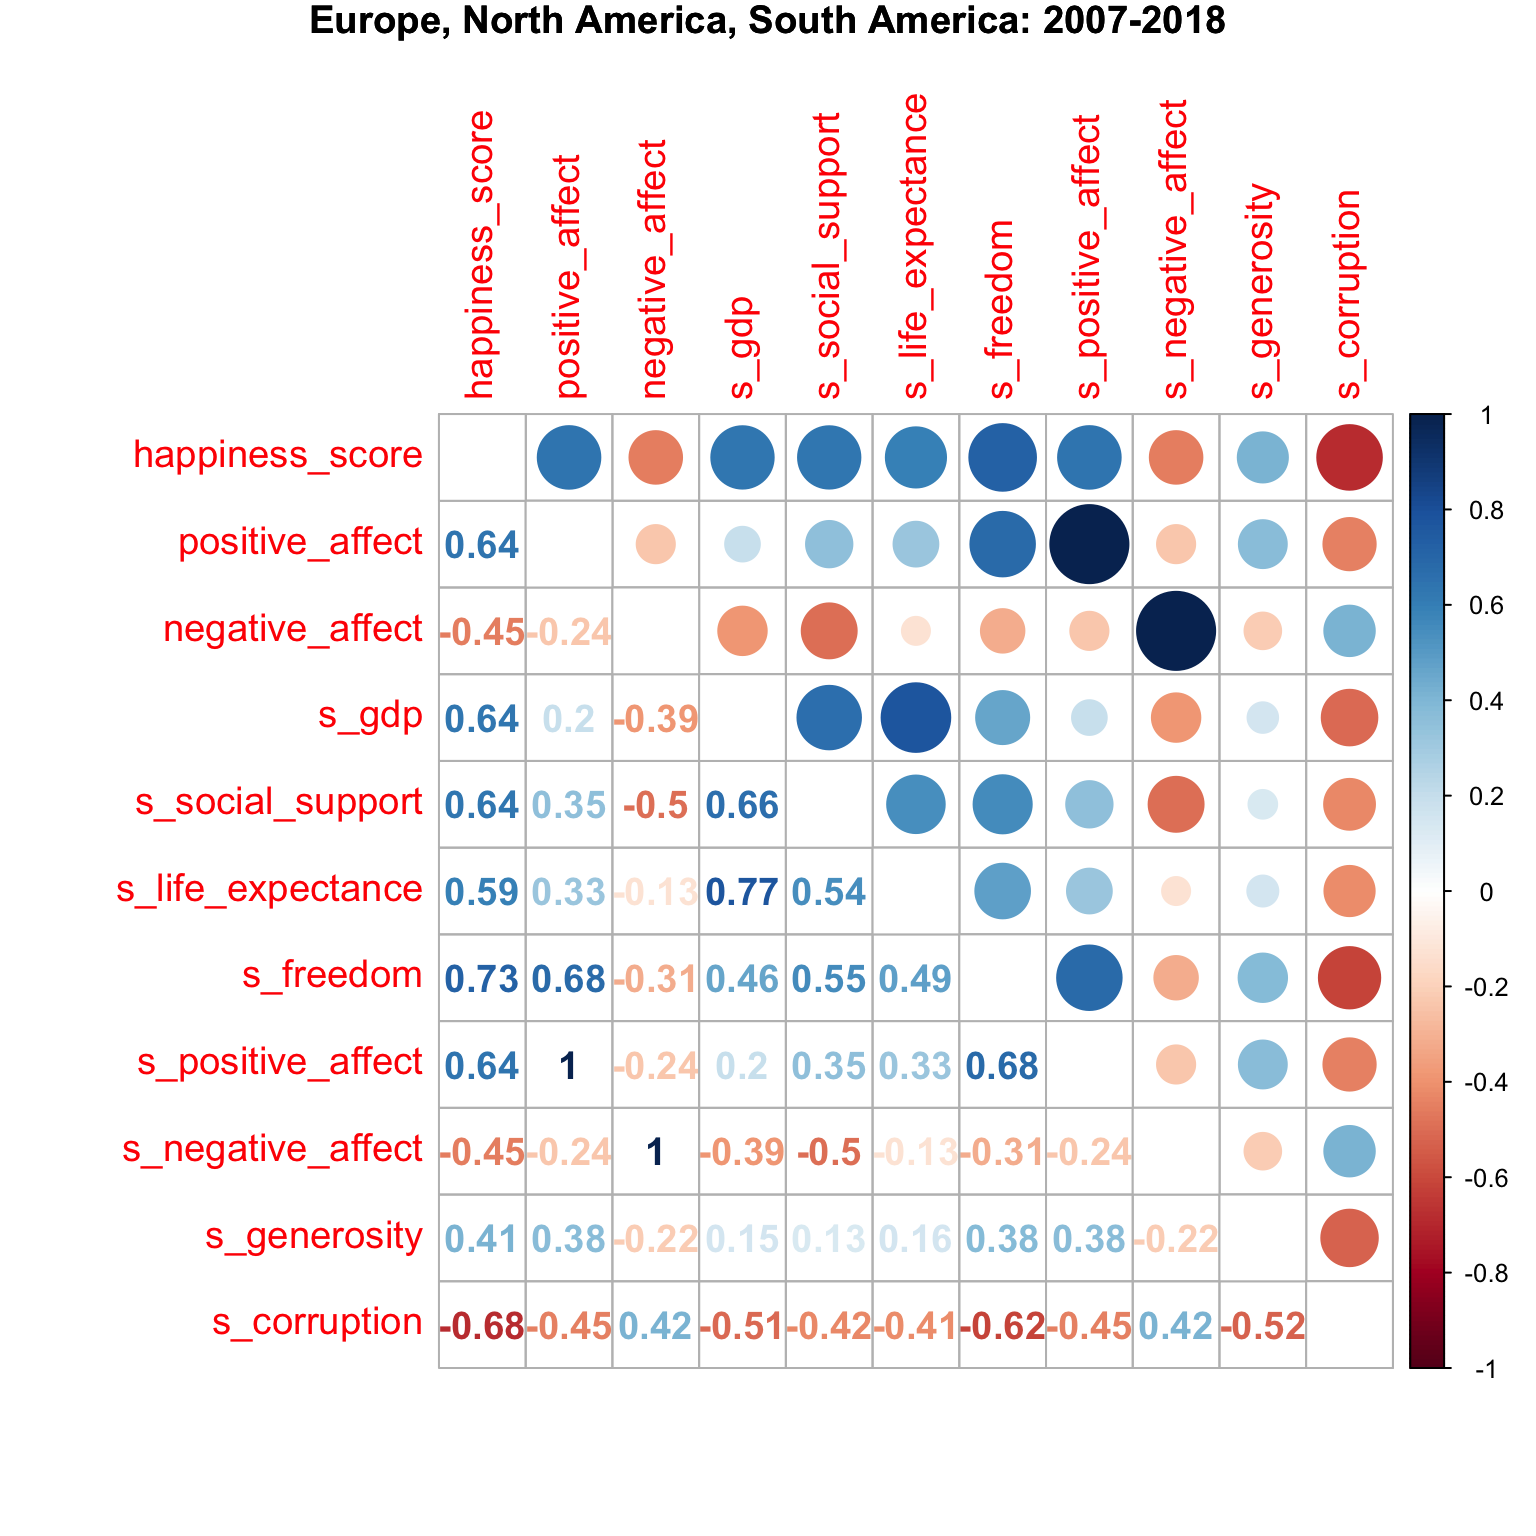 Europe, North America, South America: 2007-2018
happiness_score
positive_affect
negative_affect
s_gdp
s_social_support
s_life_expectance
s_freedom
s_positive_affect
s_negative_affect
s_generosity
s_corruption
happiness_score
positive_affect 0.64
negative_affect -0.45 -0.24
s_gdp 0.64 0.2 -0.39
s_social_support 0.64 0.35 -0.5 0.66
s_life_expectance 0.59 0.33 -0.13 0.77 0.54
s_freedom 0.73 0.68 -0.31 0.46 0.55 0.49
s_positive_affect 0.64 1 -0.24 0.2 0.35 0.33 0.68
s_negative_affect -0.45 -0.24 1 -0.39 -0.5 -0.13 -0.31 -0.24
s_generosity 0.41 0.38 -0.22 0.15 0.13 0.16 0.38 0.38 -0.22
s_corruption -0.68 -0.45 0.42 -0.51 -0.42 -0.41 -0.62 -0.45 0.42 -0.52
1
0.8
0.6
0.4
0.2
0
-0.2
-0.4
-0.6
-0.8
-1